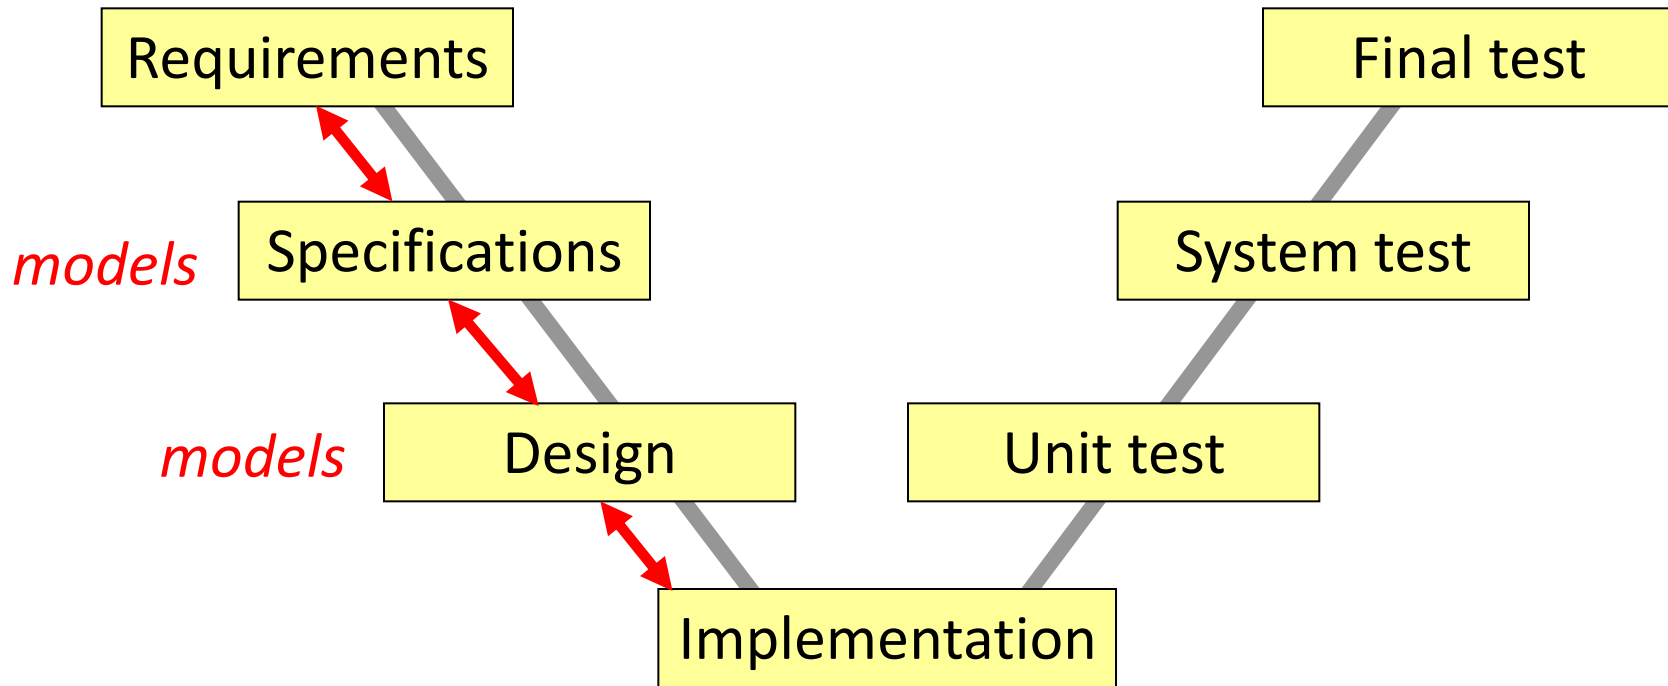 Requirements
Final test
models
Specifications
System test
models
Design
Unit test
Implementation